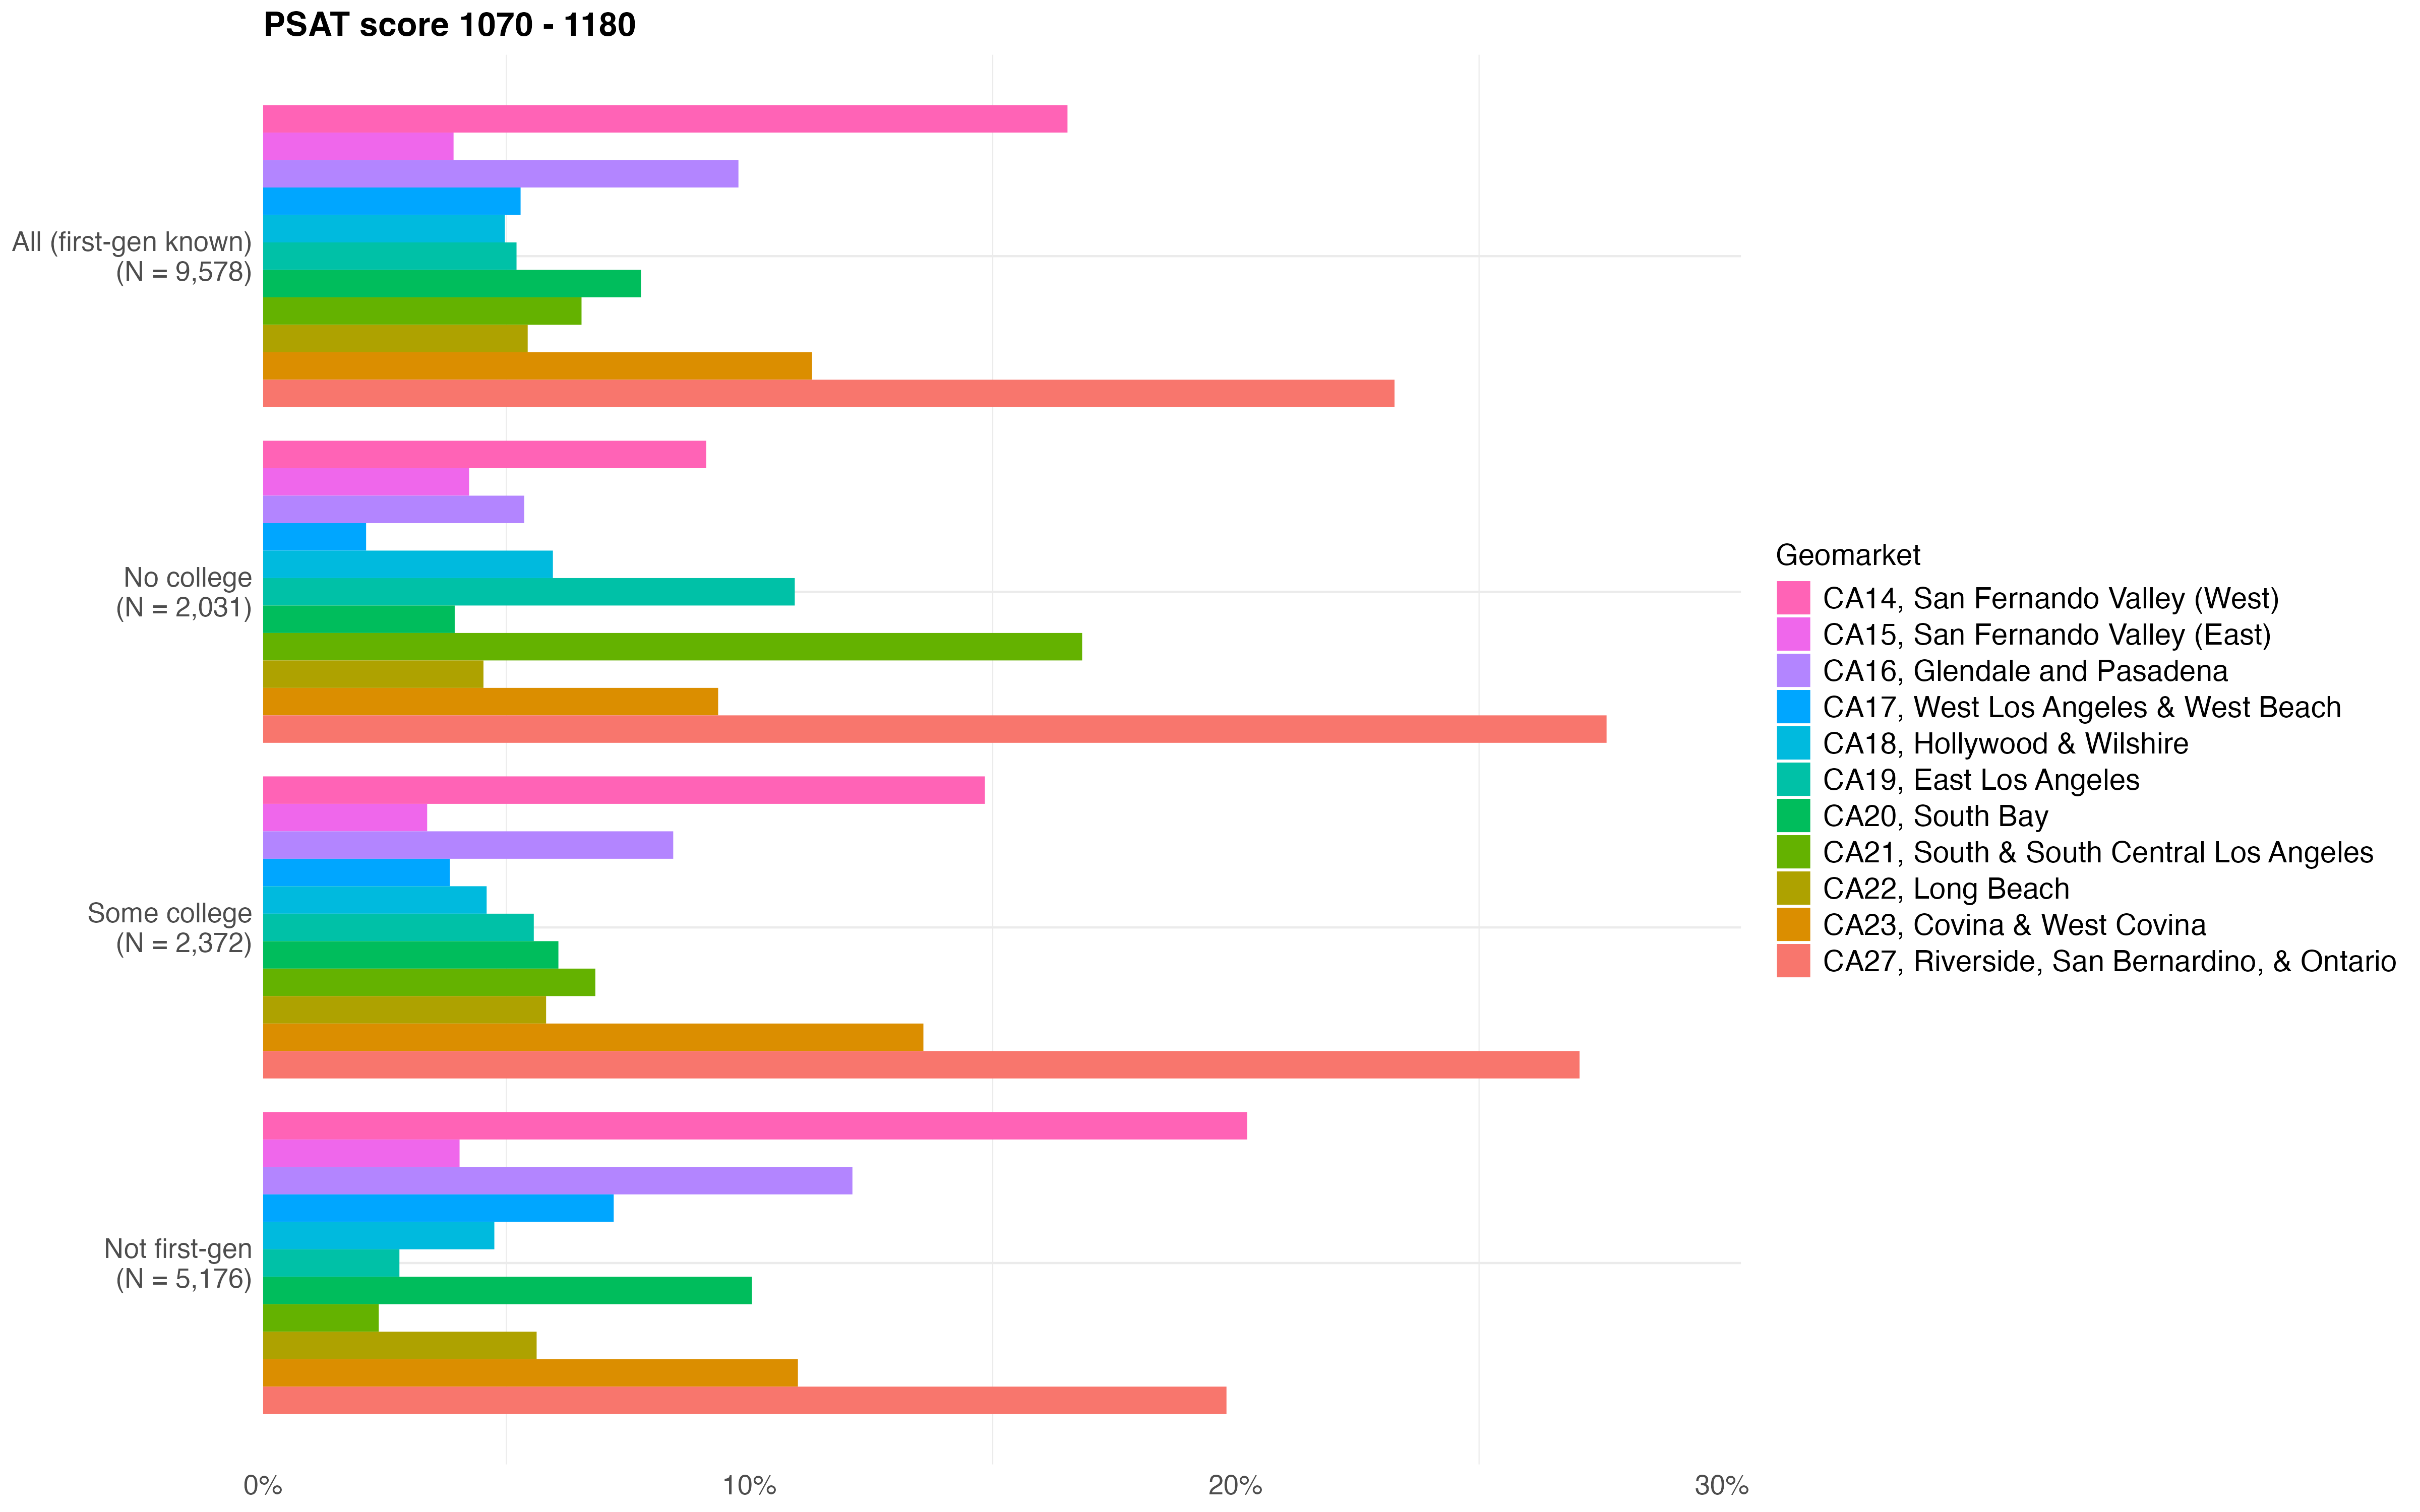 PSAT score 1070 - 1180
All (first-gen known)
(N = 9,578)
No college
(N = 2,031)
Some college
(N = 2,372)
Not first-gen
(N = 5,176)
0%
10%
20%
30%
Geomarket
CA14, San Fernando Valley (West)
CA15, San Fernando Valley (East)
CA16, Glendale and Pasadena
CA17, West Los Angeles & West Beach
CA18, Hollywood & Wilshire
CA19, East Los Angeles
CA20, South Bay
CA21, South & South Central Los Angeles
CA22, Long Beach
CA23, Covina & West Covina
CA27, Riverside, San Bernardino, & Ontario